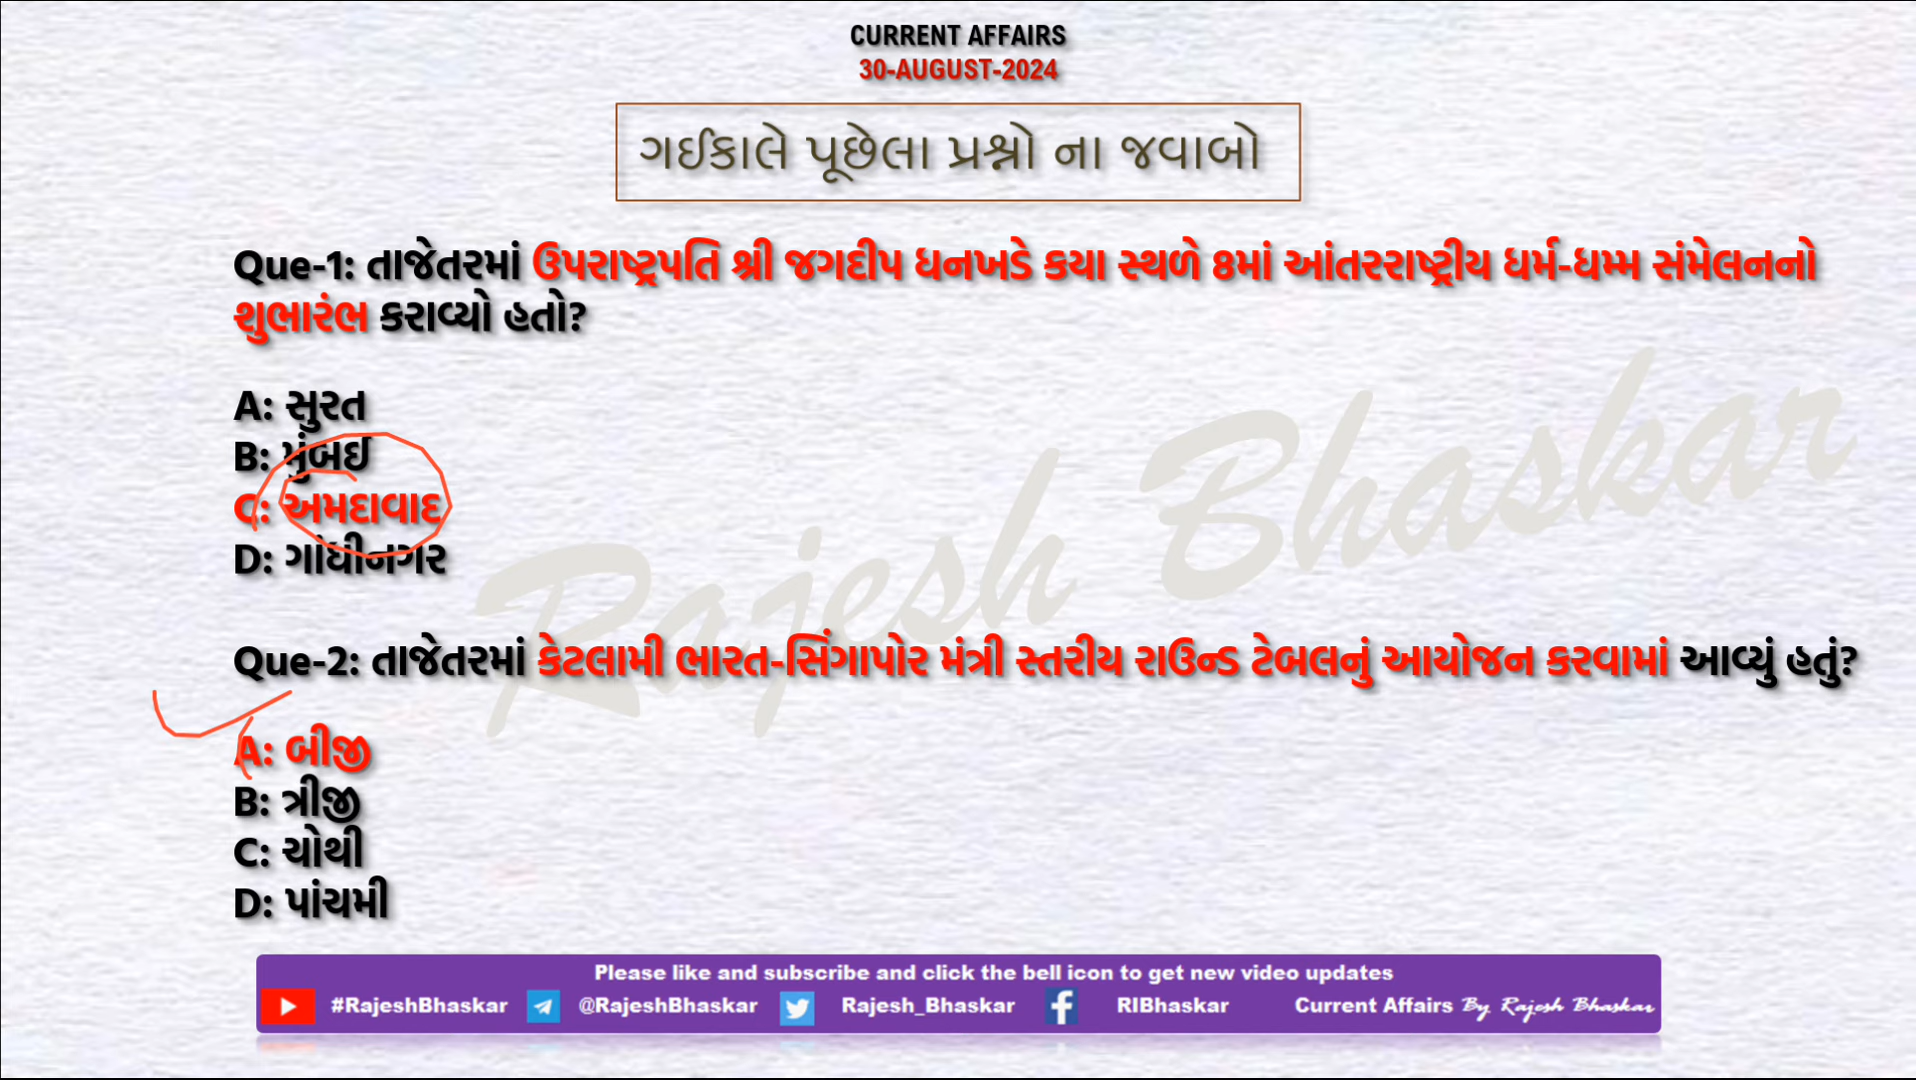 CURRENT AFFAIRS
30-AUGUST-2024
ગઈકાલે પૂછેલા પ્રશ્નો ના જવાબો
Que-1: તાજેતરમાં ઉપરાષ્ટ્રપતિ શ્રી જગદીપ ધનખડે કયા સ્થળે 8માં આંતરરાષ્ટ્રીય ધર્મ-ધમ્મ સંમેલનનો
શુભારંભ કરાવ્યો હતો?
A: સુરત
B: મુંબઈ
C: અમદાવાદ
D: ગાંધીનગર
Rajesh Bhaskar
Que-2: તાજેતરમાં કેટલામી ભારત-સિંગાપોર મંત્રી સ્તરીય રાઉન્ડ ટેબલનું આયોજન કરવામાં આવ્યું હતું?
A: બીજી
B: ત્રીજી
C: ચોથી
D: પાંચમી
Please like and subscribe and click the bell icon to get new video updates
#RajeshBhaskar @RajeshBhaskar Rajesh_Bhaskar RIBhaskar Current Affairs By Rajesh Bhaskar